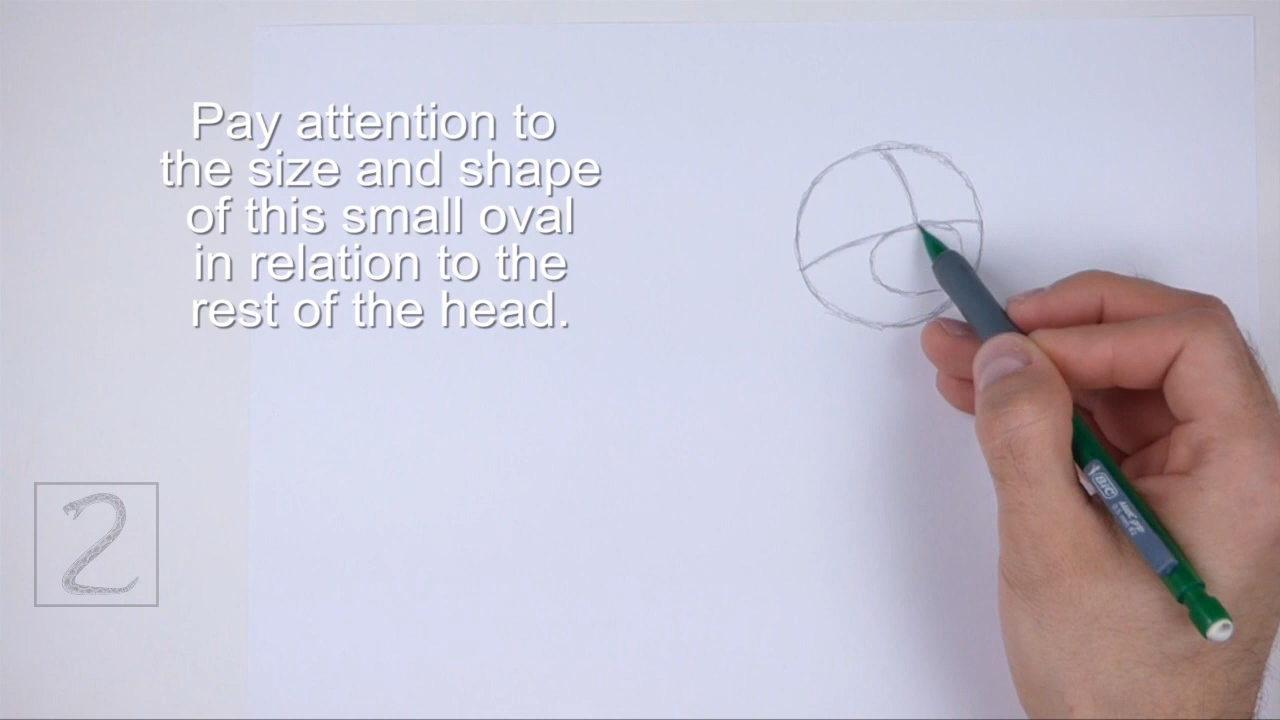 Pay attention to
the size and shape
of this small oval
in relation to the
rest of the head.
2
BIC